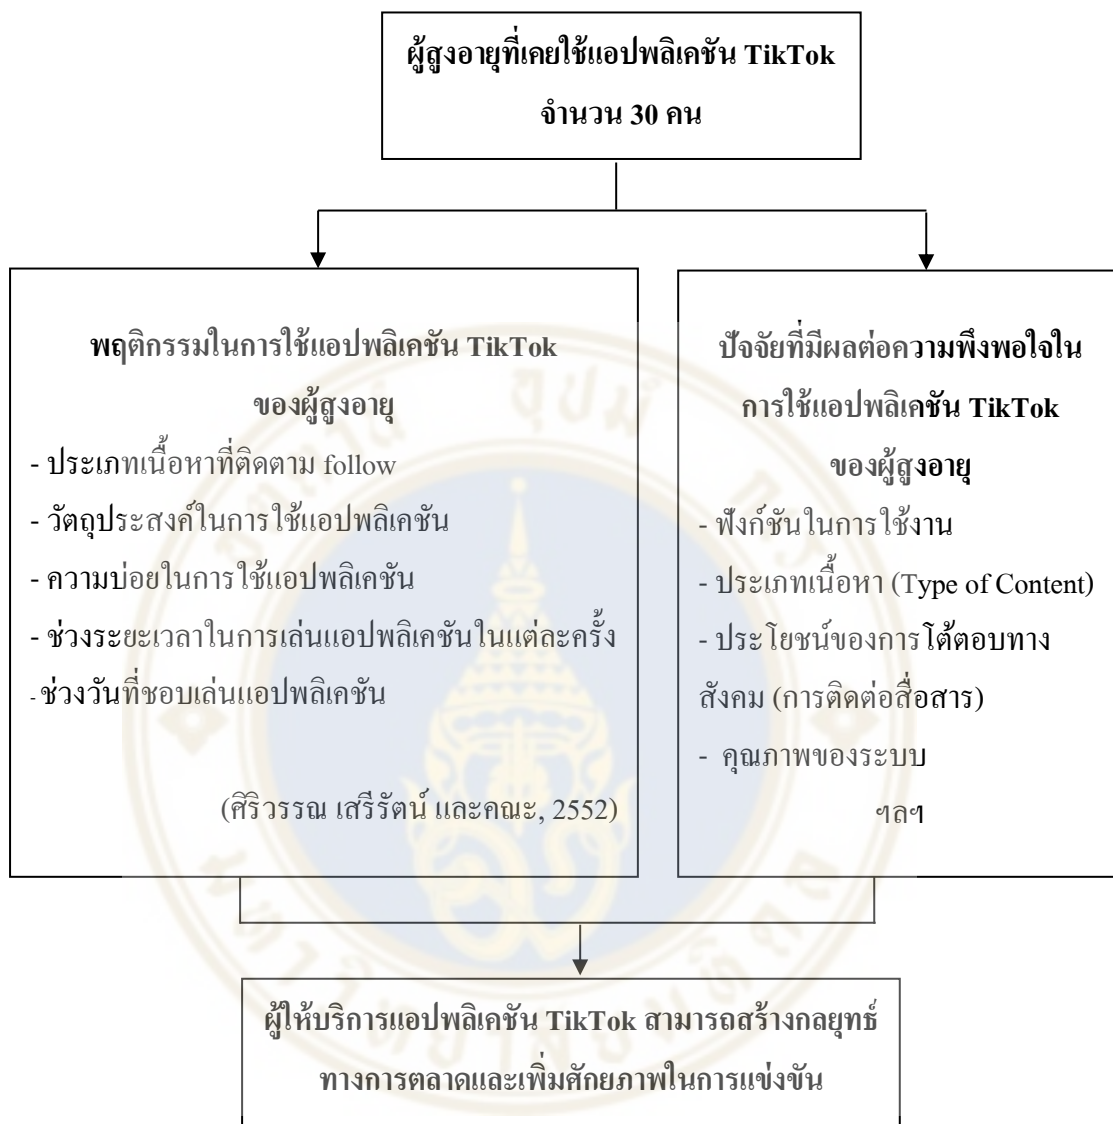 ผู้สูงอายุที่เคยใช้แอปพลิเคชัน TikTok
จำนวน 30 คน
พฤติกรรมในการใช้แอปพลิเคชัน TikTok
ของผู้สูงอายุ
- ประเภทเนื้อหาที่ติดตาม follow
- วัตถุประสงค์ในการใช้แอปพลิเคชัน
- ความบ่อยในการใช้แอปพลิเคชัน
- ช่วงระยะเวลาในการเล่นแอปพลิเคชันในแต่ละครั้ง
- ช่วงวันที่ชอบเล่นแอปพลิเคชัน
(ศิริวรรณ เสรีรัตน์ และคณะ, 2552)
ปัจจัยที่มีผลต่อความพึงพอใจใน
การใช้แอปพลิเคชัน TikTok
ของผู้สูงอายุ
- ฟังก์ชันในการใช้งาน
- ประเภทเนื้อหา (Type of Content)
- ประโยชน์ของการโต้ตอบทาง
สังคม (การติดต่อสื่อสาร)
- คุณภาพของระบบ
ฯลฯ
ผู้ให้บริการแอปพลิเคชัน TikTok สามารถสร้างกลยุทธ์
ทางการตลาดและเพิ่มศักยภาพในการแข่งขัน